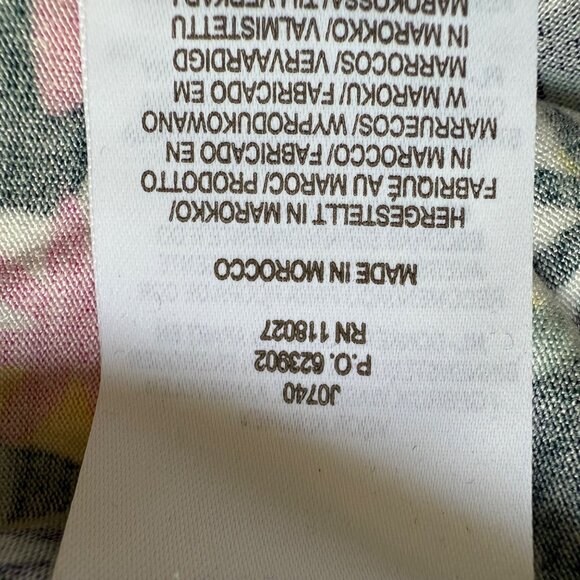 J0740
P.O. 623902
RN 118027
MADE IN MOROCCO
HERGESTELLT IN MAROKKO/
FABRIQUÉ AU MAROC/ PRODOTTO
IN MAROCCO/ FABRICADO EN
MARRUECOS/ WYPRODUKOWANO
W MAROKU/ FABRICADO EM
MARROCOS/ VERVAARDIGD
IN MAROKKO/ VALMISTETTU